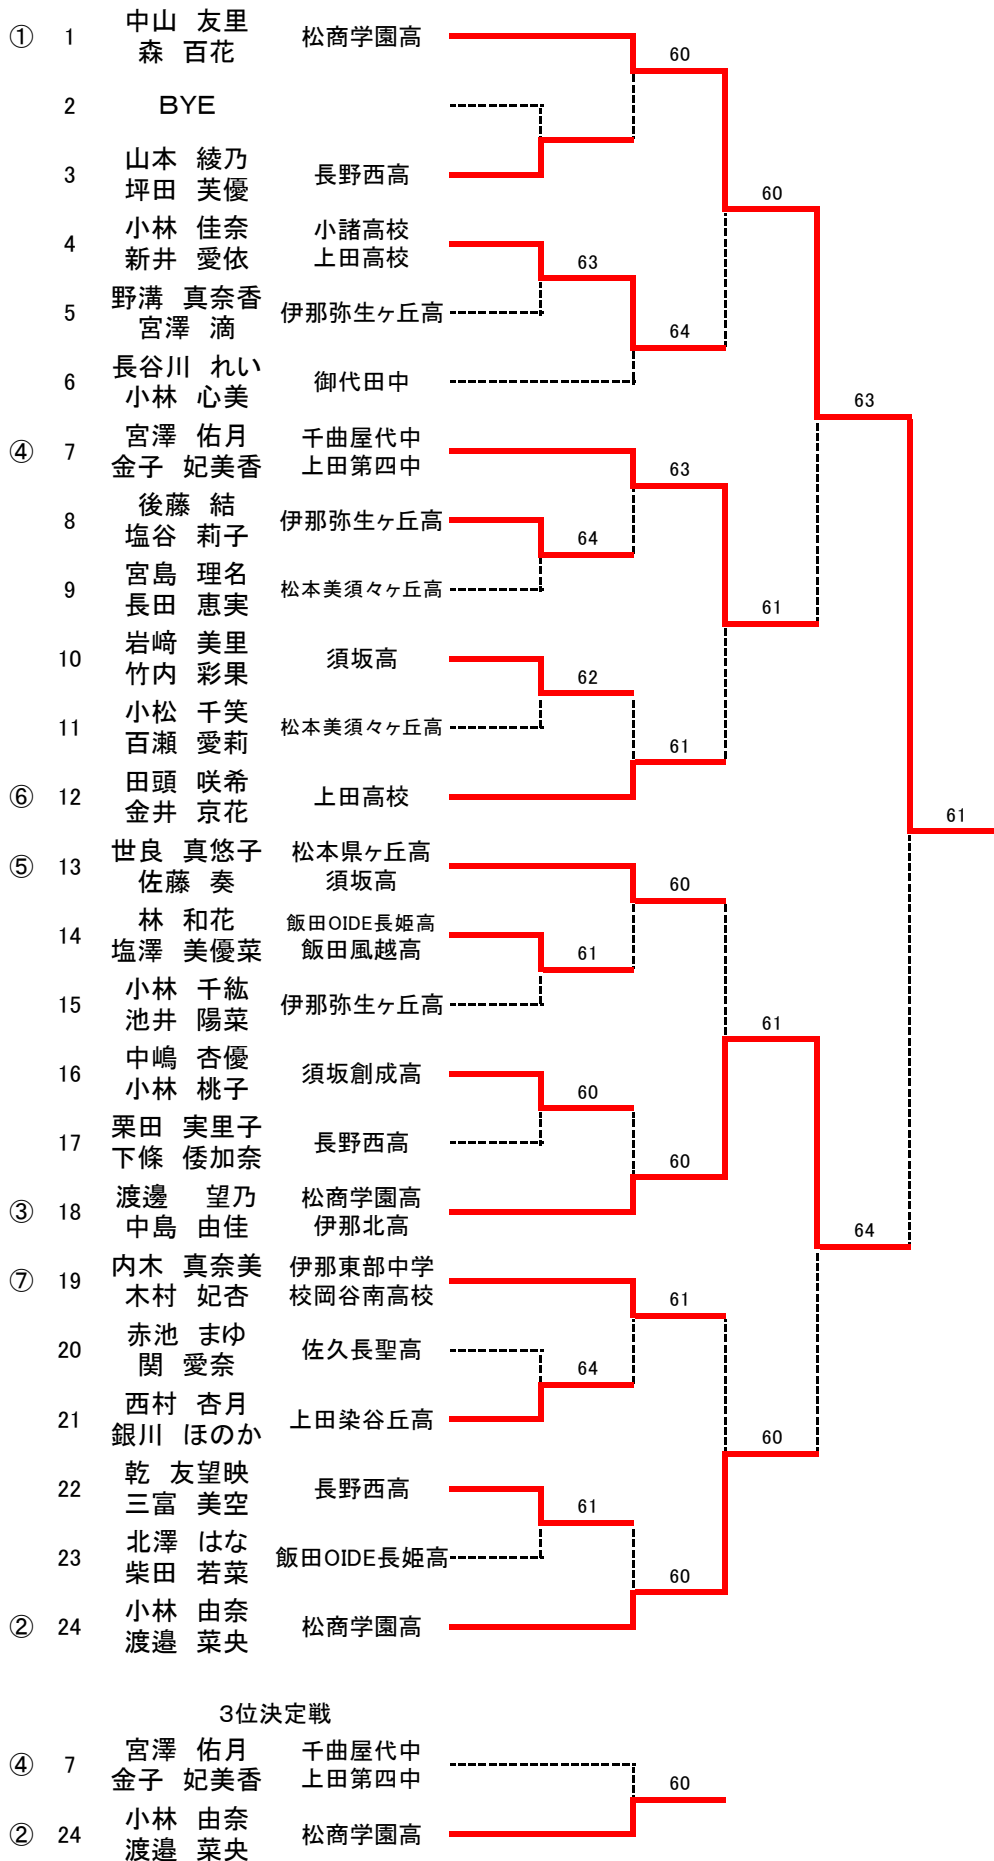 ① 1 中山 友里 松商学園高
森 百花
60
2 BYE
3 山本 綾乃 長野西高
坪田 芙優
60
4 小林 佳奈 小諸高校
新井 愛依 上田高校
63
5 野溝 真奈香 伊那弥生ヶ丘高
宮澤 滴
64
6 長谷川 れい 御代田中
小林 心美
63
④ 7 宮澤 佑月 千曲屋代中
金子 妃美香 上田第四中
63
8 後藤 結 伊那弥生ヶ丘高
塩谷 莉子
64
9 宮島 理名 松本美須々ヶ丘高
長田 恵実
61
10 岩﨑 美里 須坂高
竹内 彩果
62
11 小松 千笑 松本美須々ヶ丘高
百瀬 愛莉
61
⑥ 12 田頭 咲希 上田高校
金井 京花
61
⑤ 13 世良 真悠子 松本県ヶ丘高
佐藤 奏 須坂高
60
14 林 和花 飯田OIDE長姫高
塩澤 美優菜 飯田風越高
61
15 小林 千紘 伊那弥生ヶ丘高
池井 陽菜
61
16 中嶋 杏優 須坂創成高
小林 桃子
60
17 栗田 実里子 長野西高
下條 倭加奈
60
③ 18 渡邊 望乃 松商学園高
中島 由佳 伊那北高
64
⑦ 19 内木 真奈美 伊那東部中学
木村 妃杏 校岡谷南高校
61
20 赤池 まゆ 佐久長聖高
関 愛奈
64
21 西村 杏月 上田染谷丘高
銀川 ほのか
60
22 乾 友望映 長野西高
三富 美空
61
23 北澤 はな 飯田OIDE長姫高
柴田 若菜
60
② 24 小林 由奈 松商学園高
渡邉 菜央
3位決定戦
④ 7 宮澤 佑月 千曲屋代中
金子 妃美香 上田第四中
60
② 24 小林 由奈 松商学園高
渡邉 菜央